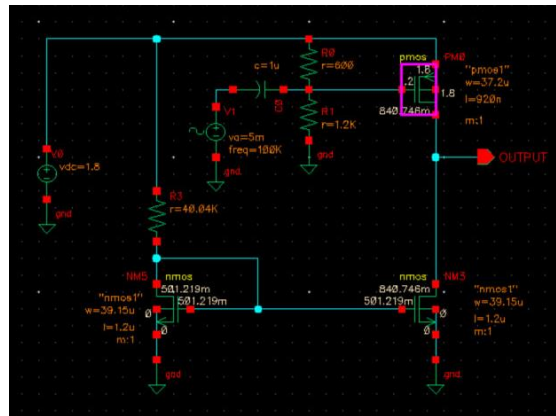 V0
vdc=1.8
gnd
R3
r=40.04K
V1
va=5m
freq=100K
gnd
c=1u
C0
R0
r=600
R1
r=1.2K
gnd
pmos
PM0
1.8
.2
1.8
840.746m
"pmos1"
w=37.2u
l=920n
m:1
OUTPUT
NM5
nmos
501.219m
501.219m
"nmos1"
w=39.15u
l=1.2u
m:1
0
0
gnd
nmos
NM3
840.746m
501.219m
0
0
"nmos1"
w=39.15u
l=1.2u
m:1
gnd